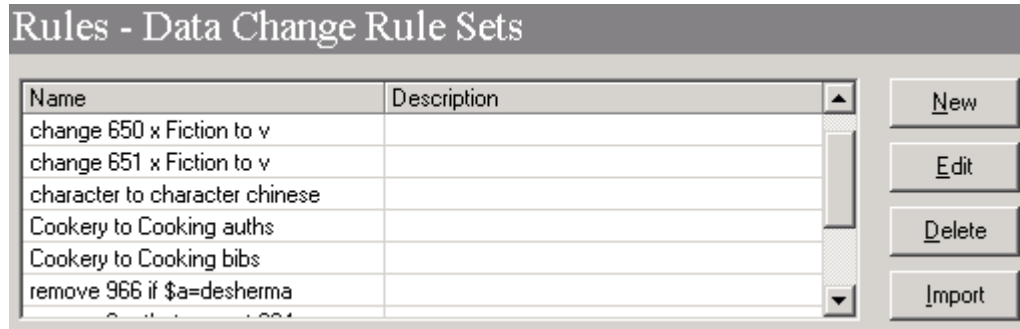 Rules - Data Change Rule Sets
Name Description
New
change 650 x Fiction to v
change 651 x Fiction to v
Edit
character to character chinese
Cookery to Cooking auths
Delete
Cookery to Cooking bibs
remove 966 if $a=desherma
Import